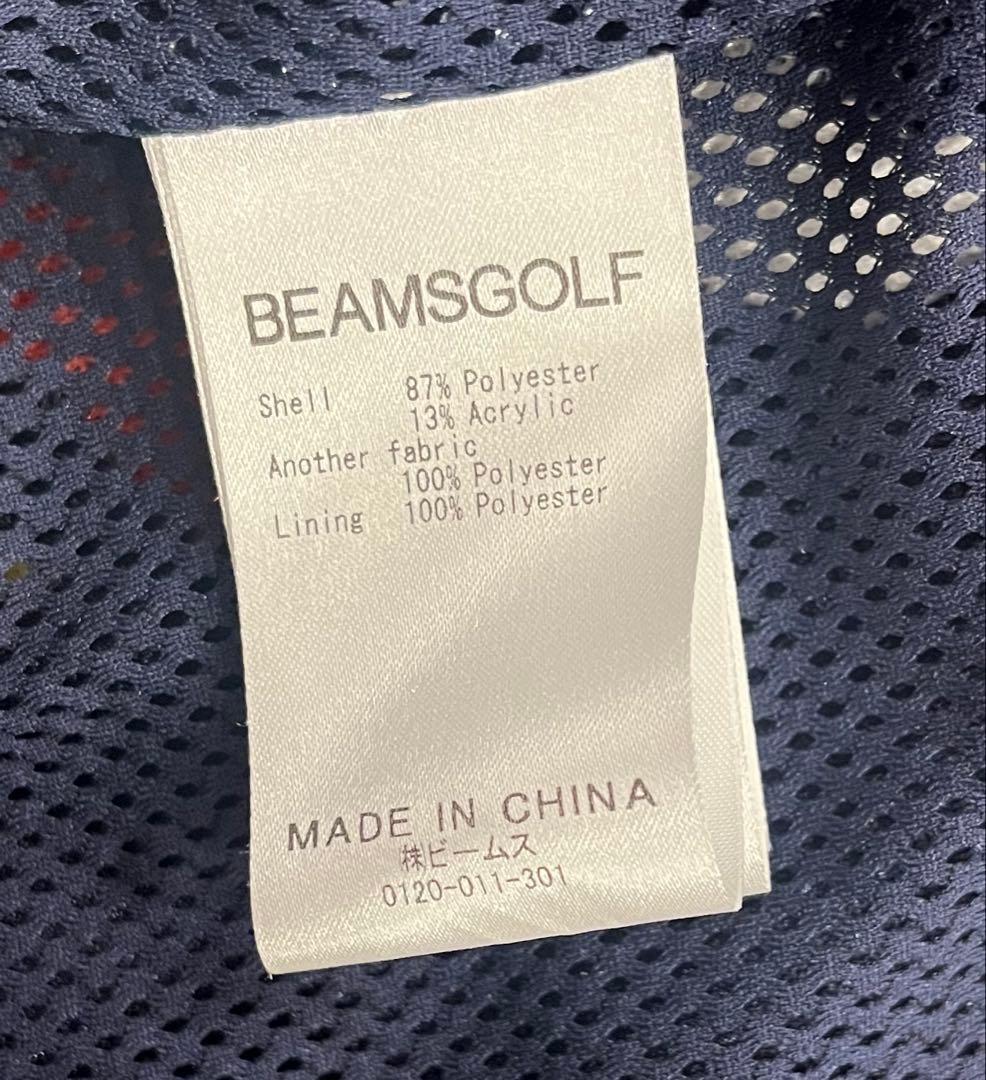 BEAMSGOLF
Shell 87% Polyester
13% Acrylic
Another fabric
100% Polyester
Lining 100% Polyester
MADE IN CHINA
㈱ビームス
0120-011-301